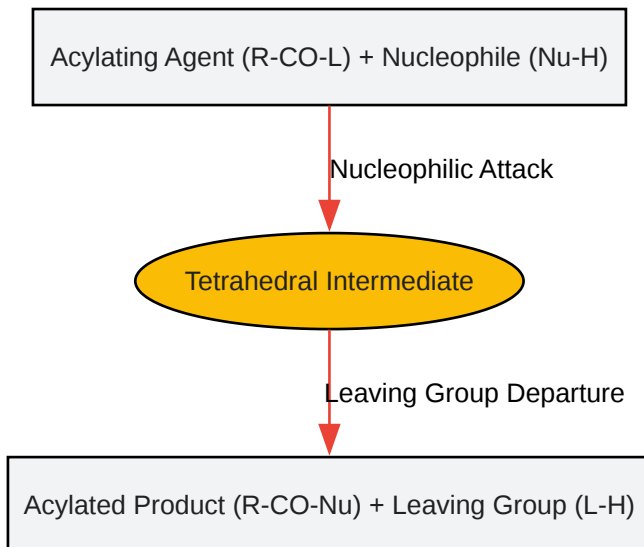 Acylating Agent (R-CO-L) + Nucleophile (Nu-H)
Nucleophilic Attack
Tetrahedral Intermediate
Leaving Group Departure
Acylated Product (R-CO-Nu) + Leaving Group (L-H)